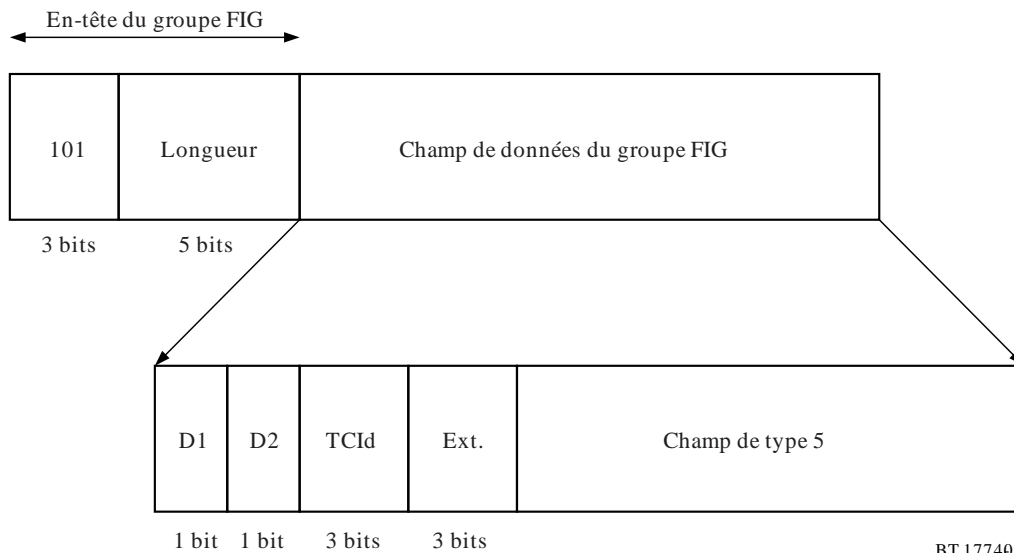 En-tête du groupe FIG
101 Longueur Champ de données du groupe FIG
3 bits 5 bits
D1 D2 TCId Ext. Champ de type 5
1 bit 1 bit 3 bits 3 bits